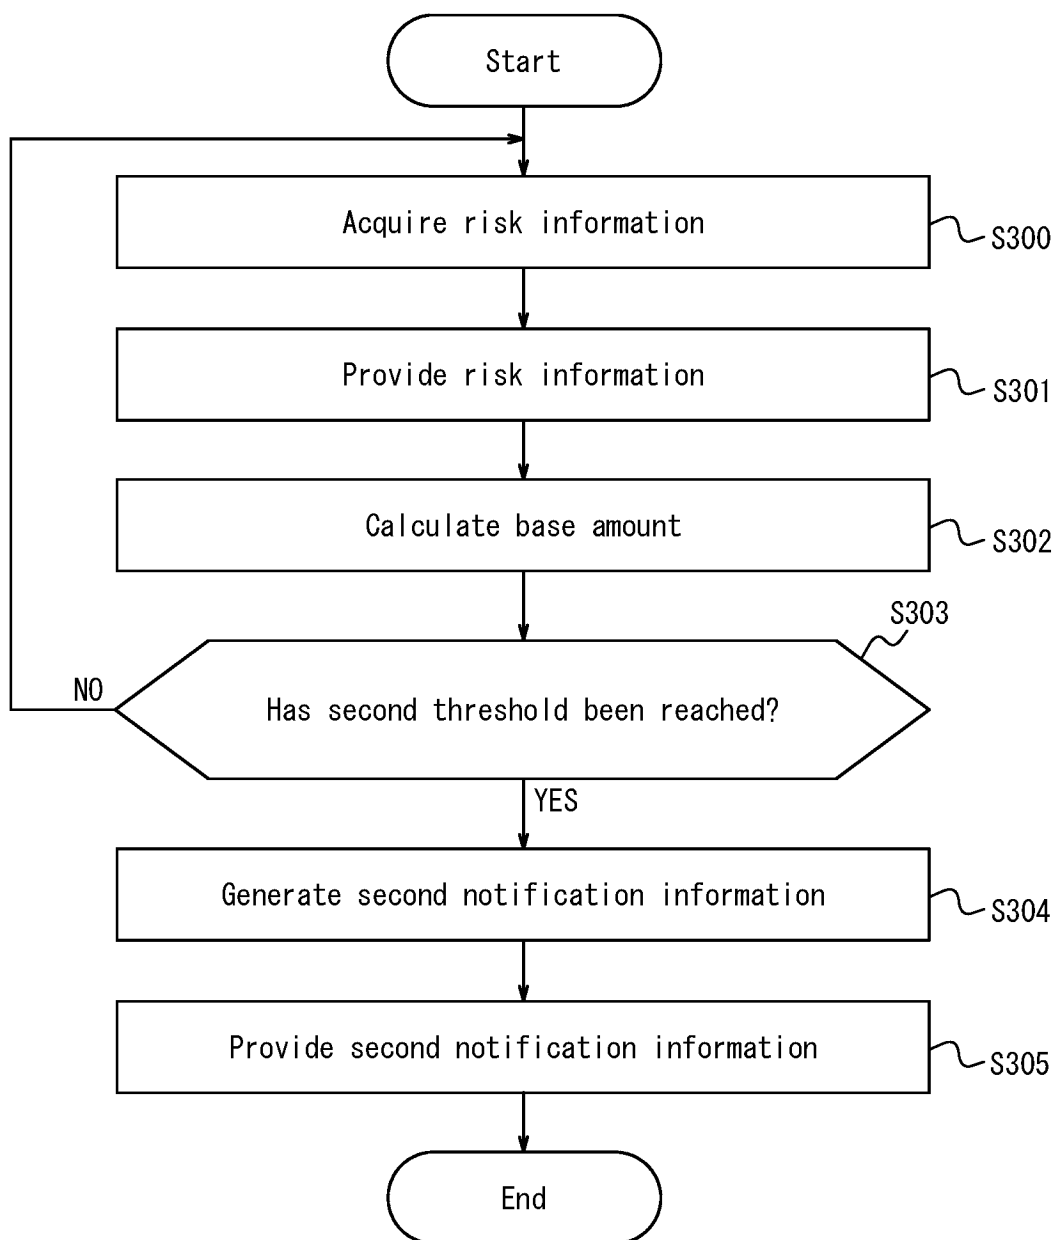 Start
Acquire risk information
S300
Provide risk information
S301
Calculate base amount
S302
S303
NO
Has second threshold been reached?
YES
Generate second notification information
S304
Provide second notification information
S305
End